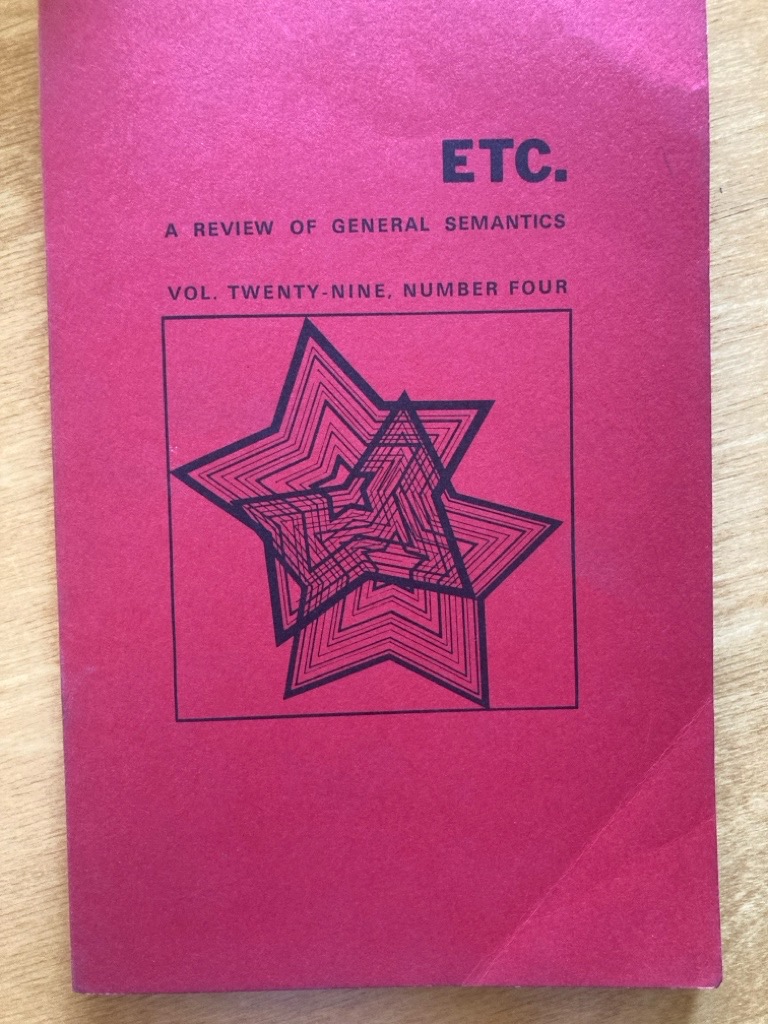 ETC.
A REVIEW OF GENERAL SEMANTICS
VOL. TWENTY-NINE, NUMBER FOUR